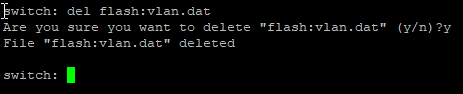 switch: del flash:vlan.dat
Are you sure you want to delete "flash:vlan.dat" (y/n)?y
File "flash:vlan.dat" deleted
switch: